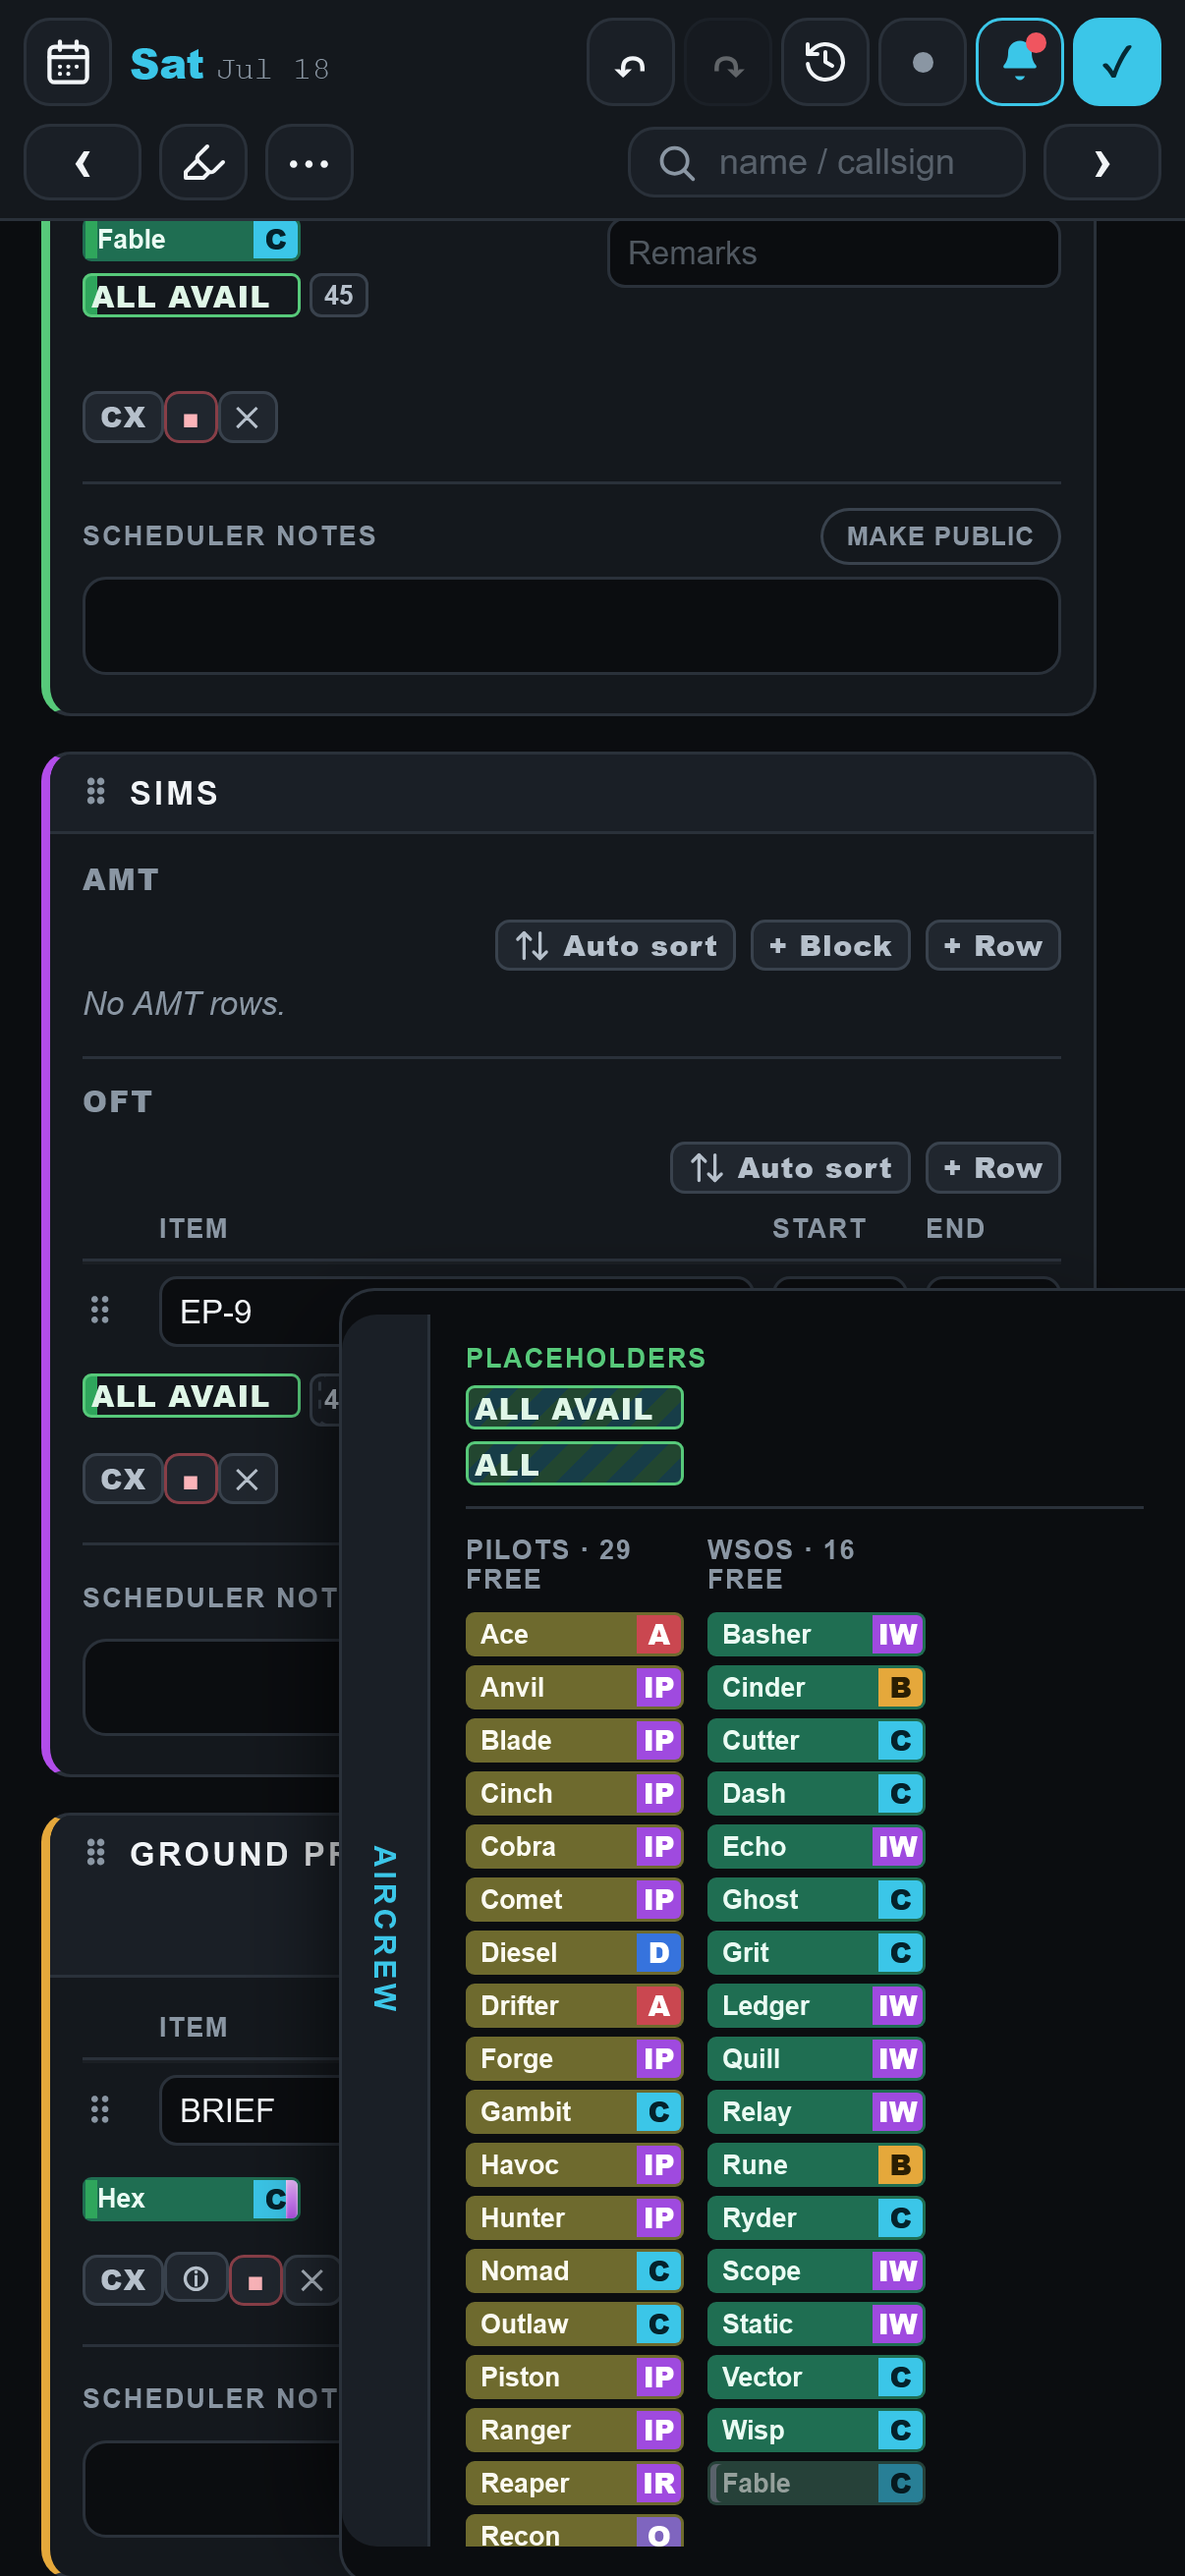 Sat Jul 18
name / callsign
Fable C
Remarks
ALL AVAIL 45
CX
SCHEDULER NOTES MAKE PUBLIC
SIMS
AMT
Auto sort + Block + Row
No AMT rows.
OFT
Auto sort + Row
ITEM START END
EP-9
ALL AVAIL 4
CX
SCHEDULER NOT
GROUND PR
ITEM
BRIEF
Hex C
CX
SCHEDULER NOT
AIRCREW
PLACEHOLDERS
ALL AVAIL
ALL
PILOTS · 29 FREE
WSOS · 16 FREE
Ace A Basher IW
Anvil IP Cinder B
Blade IP Cutter C
Cinch IP Dash C
Cobra IP Echo IW
Comet IP Ghost C
Diesel D Grit C
Drifter A Ledger IW
Forge IP Quill IW
Gambit C Relay IW
Havoc IP Rune B
Hunter IP Ryder C
Nomad C Scope IW
Outlaw C Static IW
Piston IP Vector C
Ranger IP Wisp C
Reaper IR Fable C
Recon O